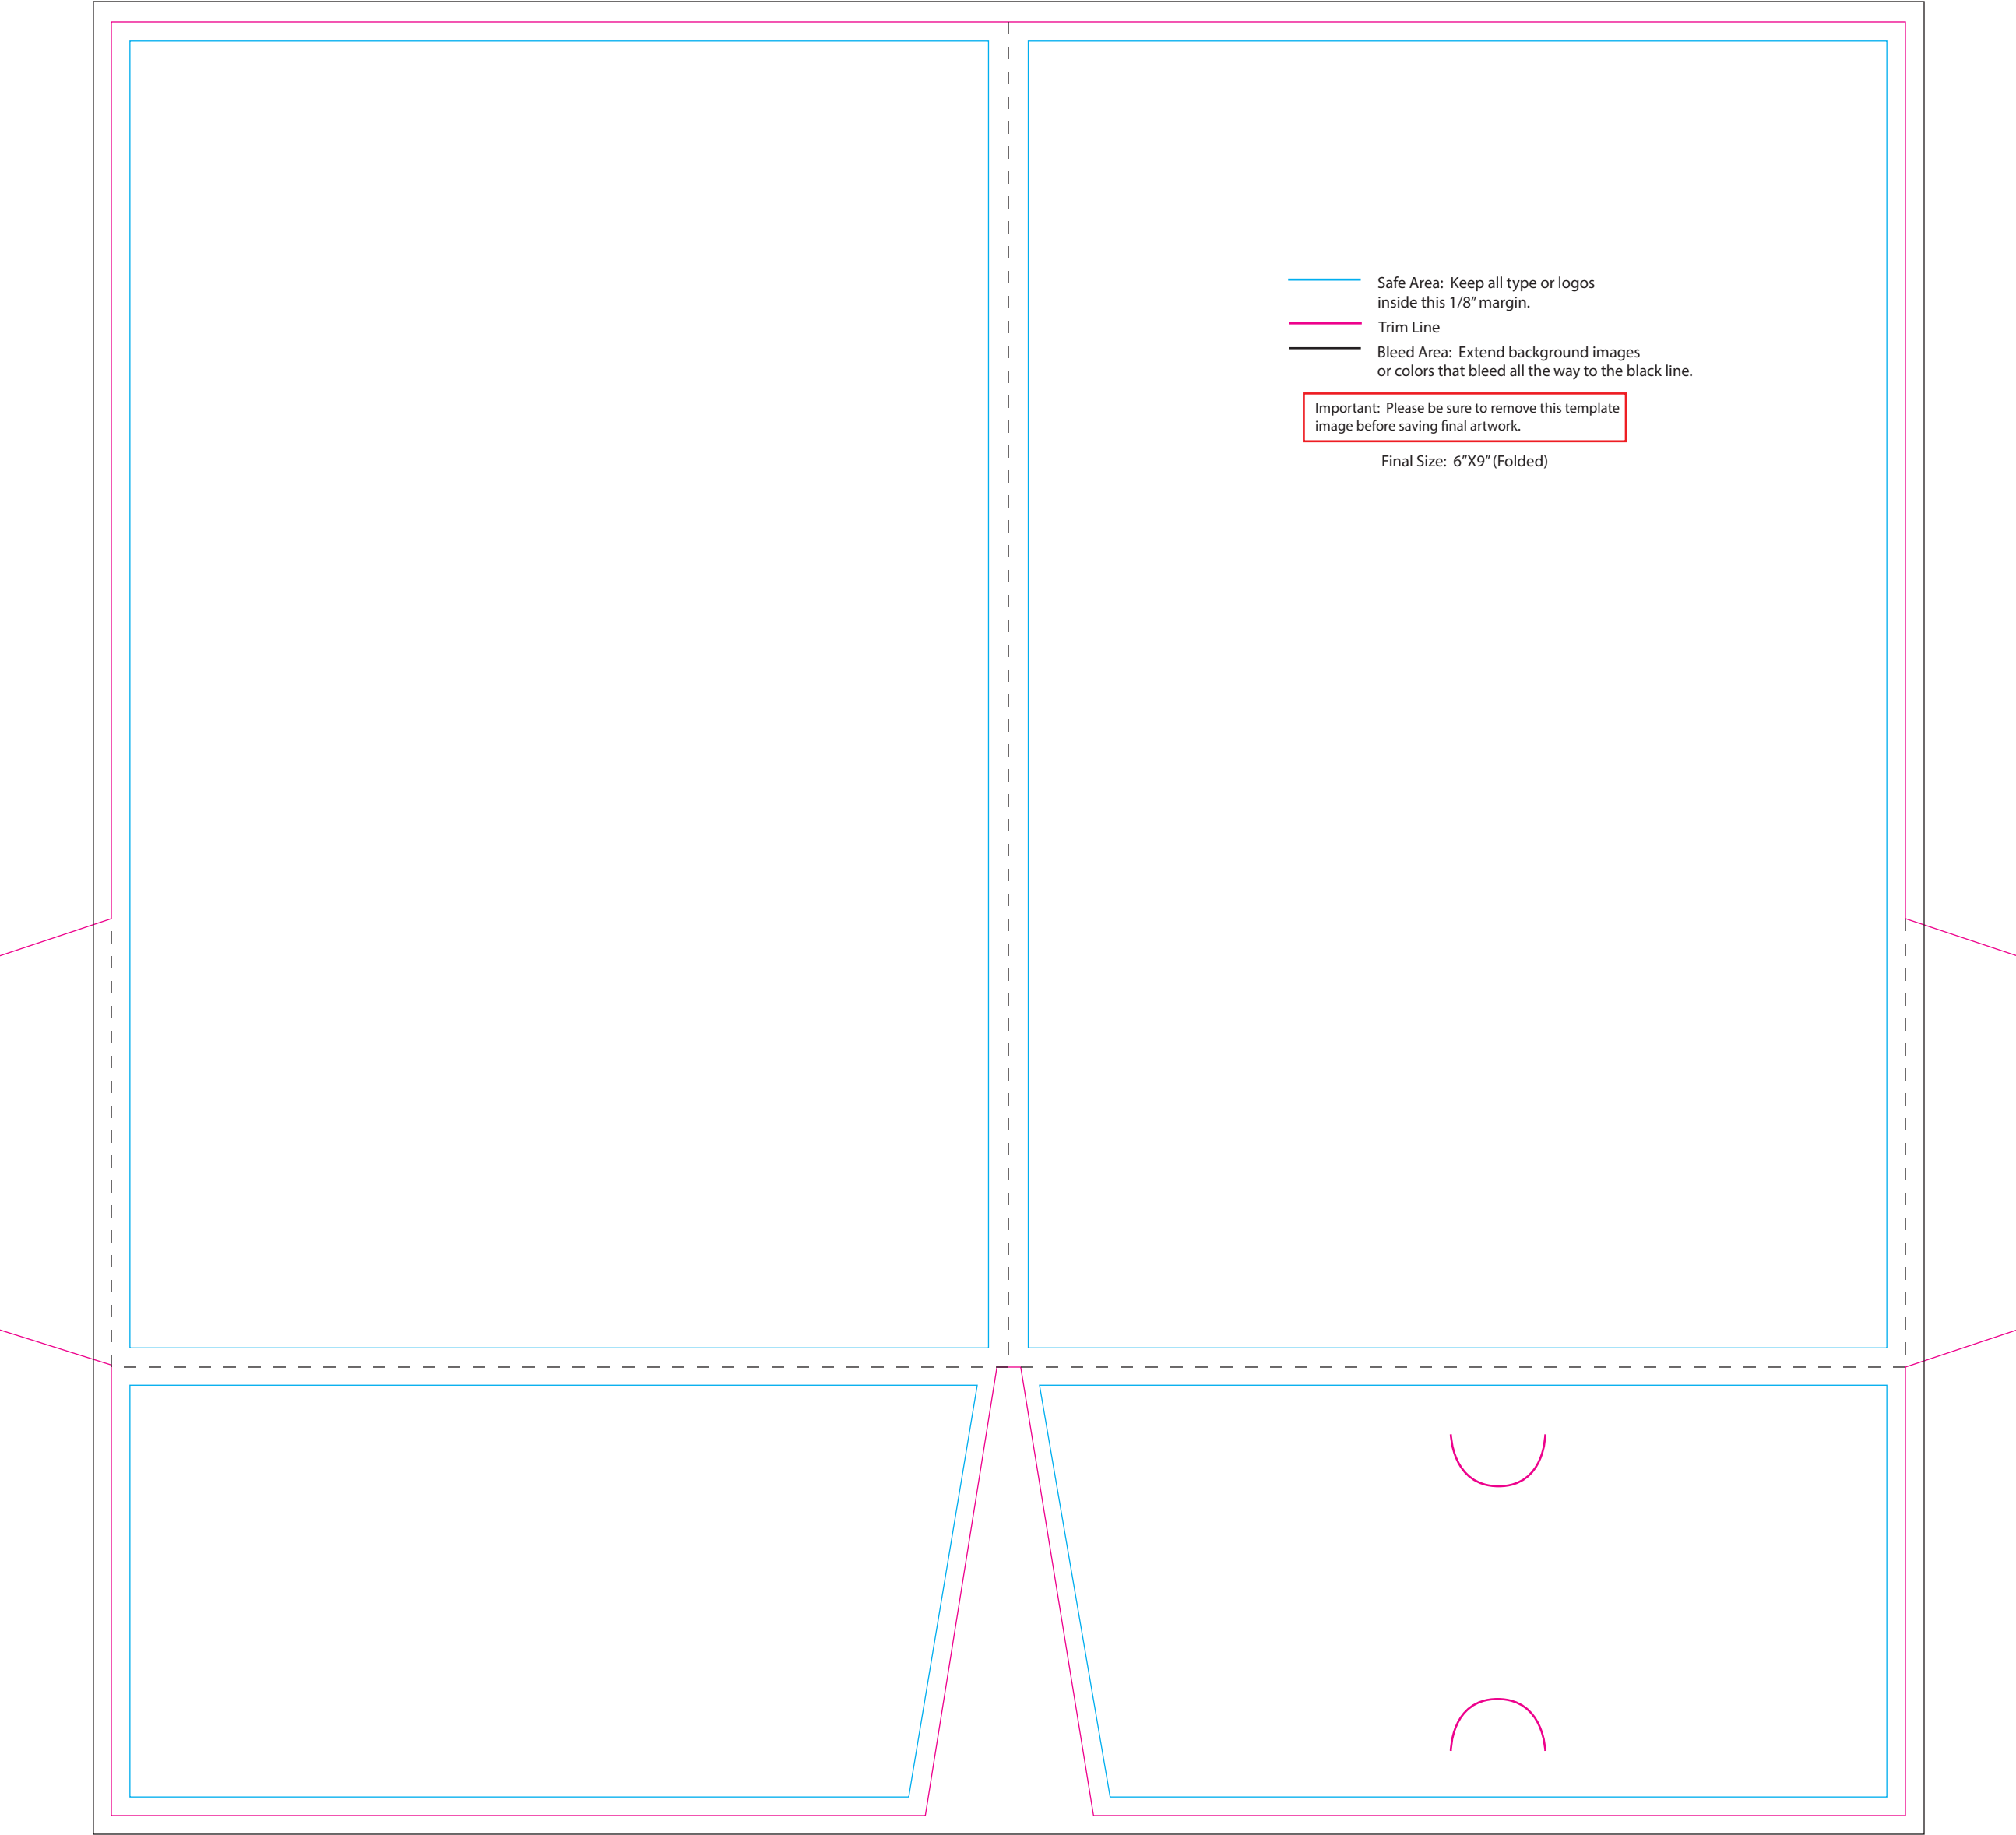 Safe Area:  Keep all type or logos
inside this 1/8” margin.
Trim Line
Bleed Area:  Extend background images
or colors that bleed all the way to the black line.
Important:  Please be sure to remove this template
image before saving final artwork.
Final Size:  6”X9” (Folded)